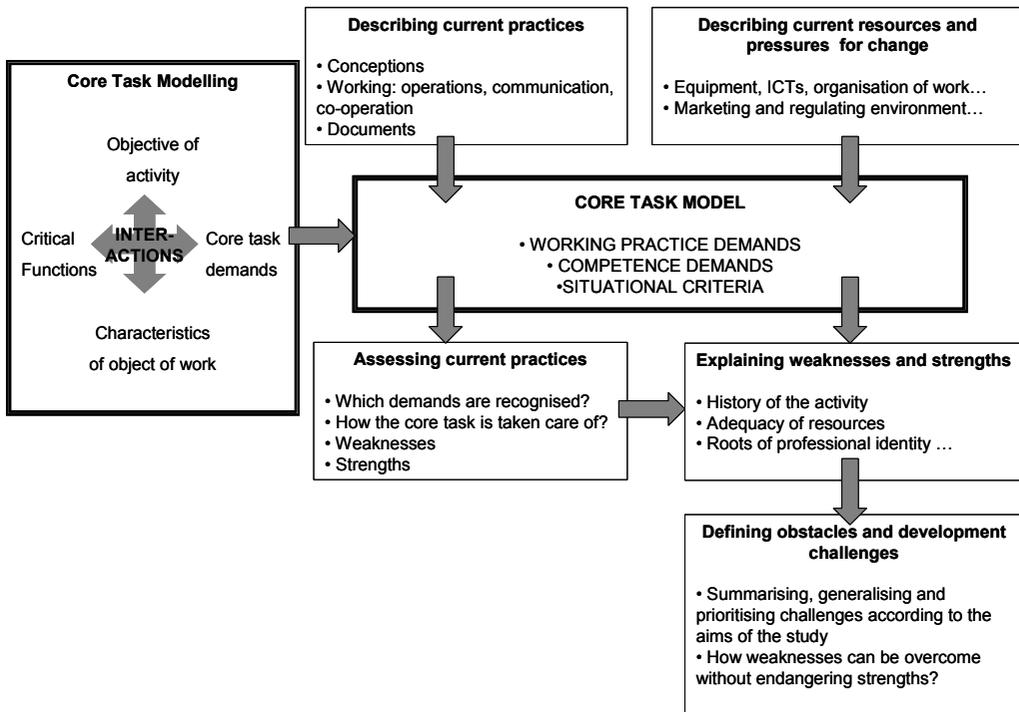 Core Task Modelling
Objective of
activity
Critical
Functions
INTER-
ACTIONS
Core task
demands
Characteristics
of object of work
Describing current practices
• Conceptions
• Working: operations, communication,
co-operation
• Documents
Describing current resources and
pressures for change
• Equipment, ICTs, organisation of work…
• Marketing and regulating environment…
CORE TASK MODEL
• WORKING PRACTICE DEMANDS
• COMPETENCE DEMANDS
•SITUATIONAL CRITERIA
Assessing current practices
• Which demands are recognised?
• How the core task is taken care of?
• Weaknesses
• Strengths
Explaining weaknesses and strengths
• History of the activity
• Adequacy of resources
• Roots of professional identity …
Defining obstacles and development
challenges
• Summarising, generalising and
prioritising challenges according to the
aims of the study
• How weaknesses can be overcome
without endangering strengths?